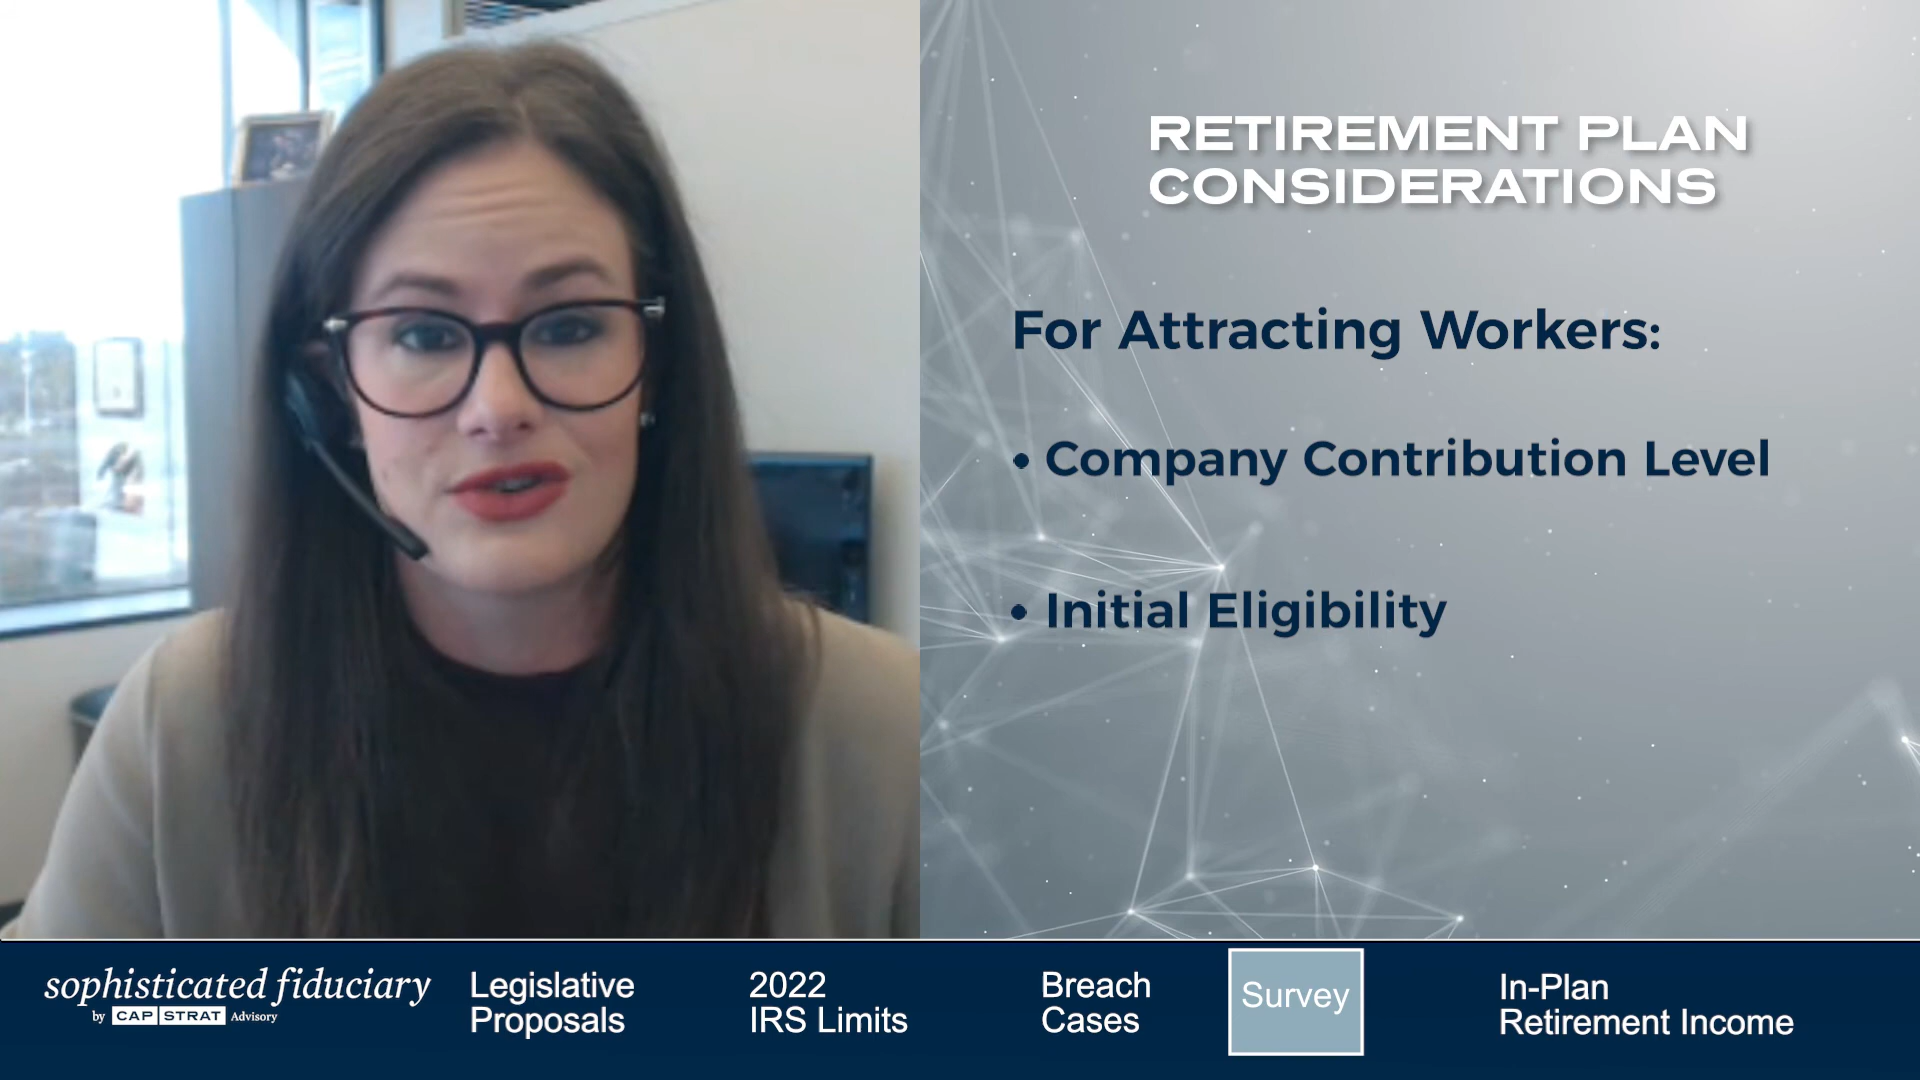 RETIREMENT PLAN
CONSIDERATIONS
For Attracting Workers:
• Company Contribution Level
• Initial Eligibility
sophisticated fiduciary
by CAP STRAT Advisory
Legislative
Proposals
2022
IRS Limits
Breach
Cases
Survey
In-Plan
Retirement Income